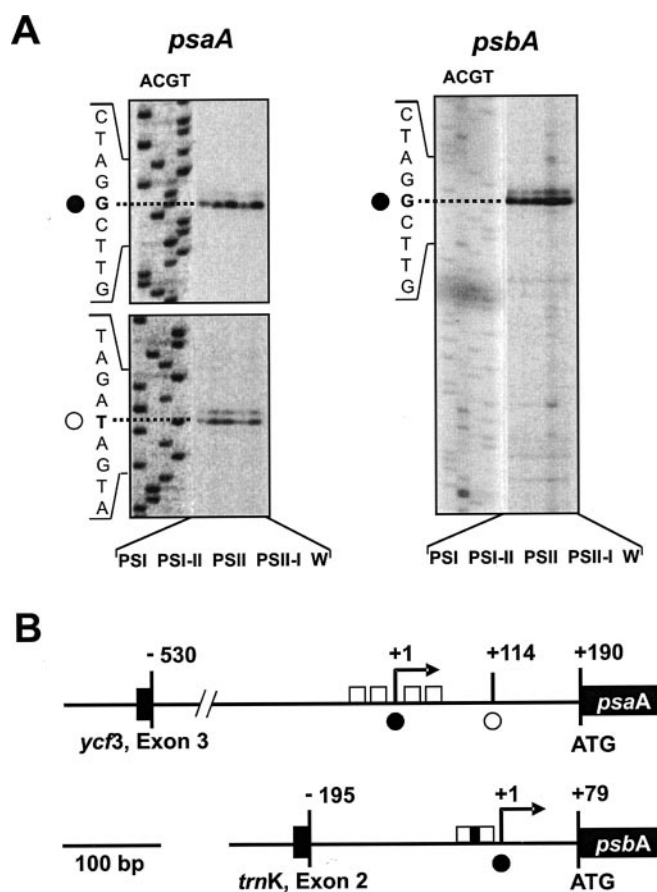 A
psaA
psbA
ACGT
ACGT
C
T
A
G
G
C
T
T
G
C
T
A
G
G
C
T
T
G
T
A
G
A
T
A
G
T
A
PSI PSI-II PSII PSII-I W
PSI PSI-II PSII PSII-I W
B
- 530
+1
+114
+190
psaA
ycf3, Exon 3
ATG
- 195
+1
+79
psbA
100 bp
trnK, Exon 2
ATG